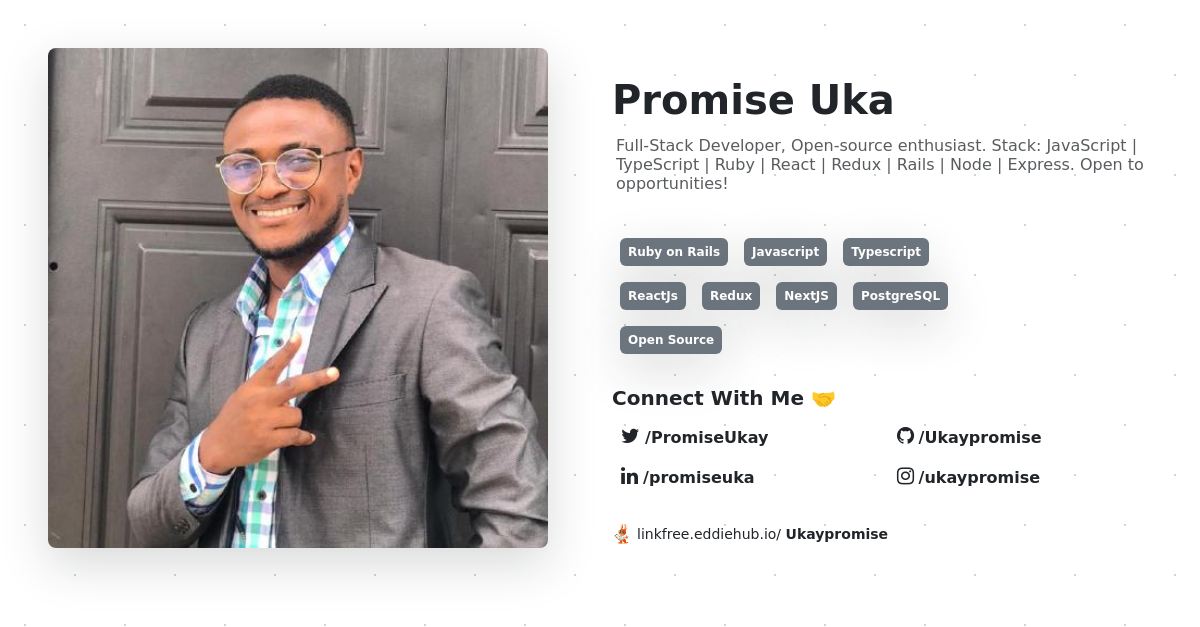 Promise Uka
Full-Stack Developer, Open-source enthusiast. Stack: JavaScript |
TypeScript | Ruby | React | Redux | Rails | Node | Express. Open to
opportunities!
Ruby on Rails Javascript Typescript
ReactJs Redux NextJS PostgreSQL
Open Source
Connect With Me 🤝
/PromiseUkay /Ukaypromise
/promiseuka /ukaypromise
linkfree.eddiehub.io/ Ukaypromise